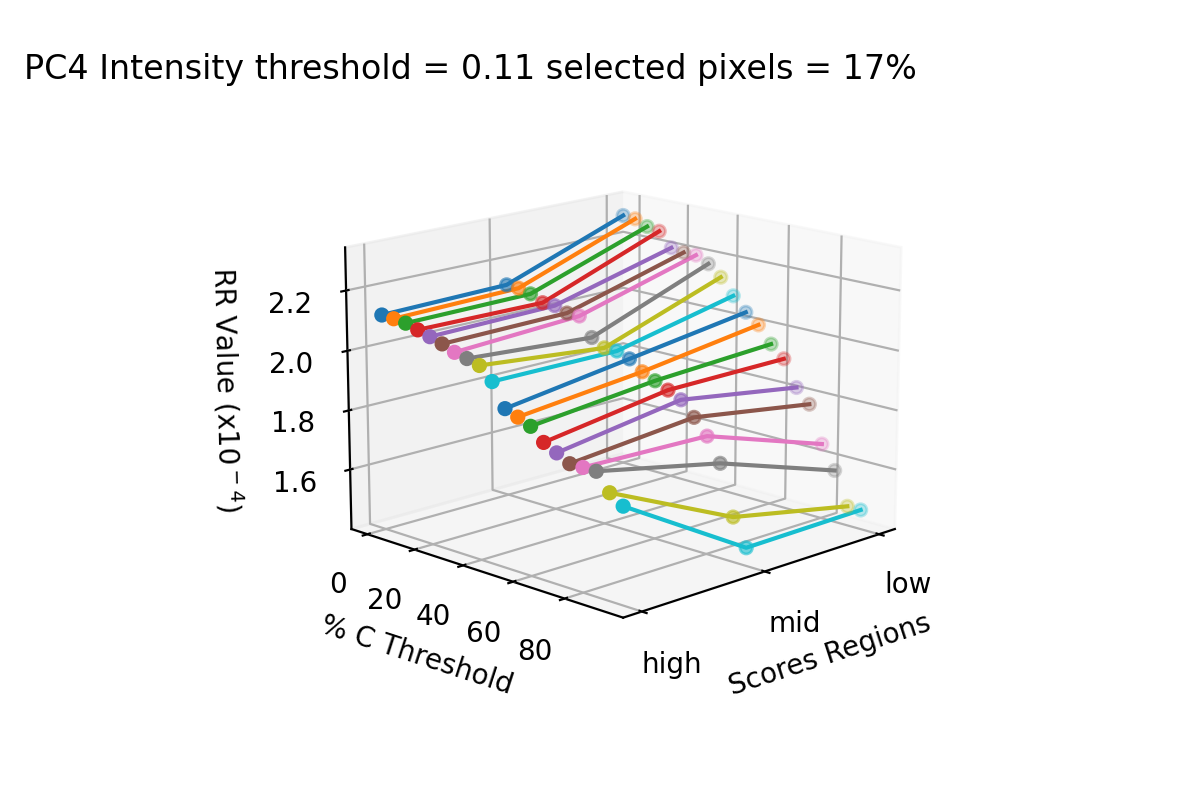 PC4 Intensity threshold = 0.11 selected pixels = 17%
RR Value (x10⁻⁴)
2.2
2.0
1.8
1.6
0
20
40
60
80
% C Threshold
high
mid
low
Scores Regions